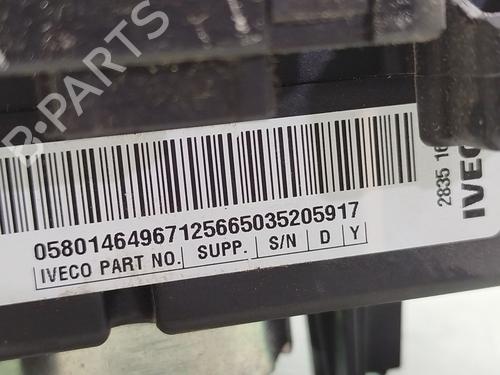 B-PARTS
0580146496712566503520591​7
IVECO PART NO. SUPP. S/N D Y
2835 16
IVECO